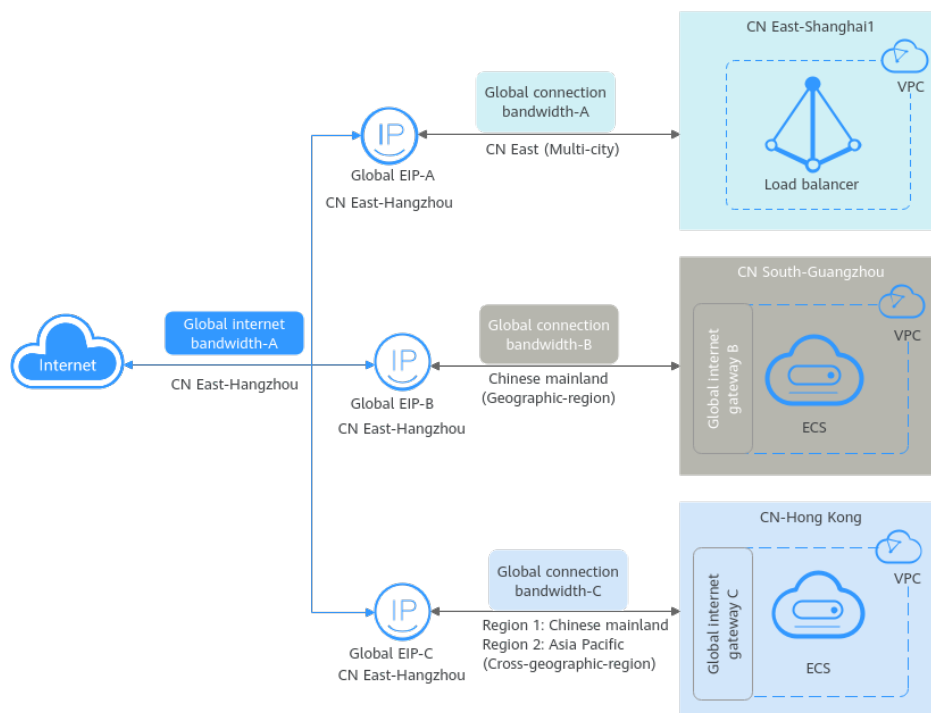 CN East-Shanghai1
VPC
Load balancer
Global connection
bandwidth-A
CN East (Multi-city)
IP
Global EIP-A
CN East-Hangzhou
Internet
Global internet
bandwidth-A
CN East-Hangzhou
IP
Global EIP-B
CN East-Hangzhou
Global connection
bandwidth-B
Chinese mainland
(Geographic-region)
CN South-Guangzhou
VPC
Global internet
gateway B
ECS
IP
Global EIP-C
CN East-Hangzhou
Global connection
bandwidth-C
Region 1: Chinese mainland
Region 2: Asia Pacific
(Cross-geographic-region)
CN-Hong Kong
VPC
Global internet
gateway C
ECS